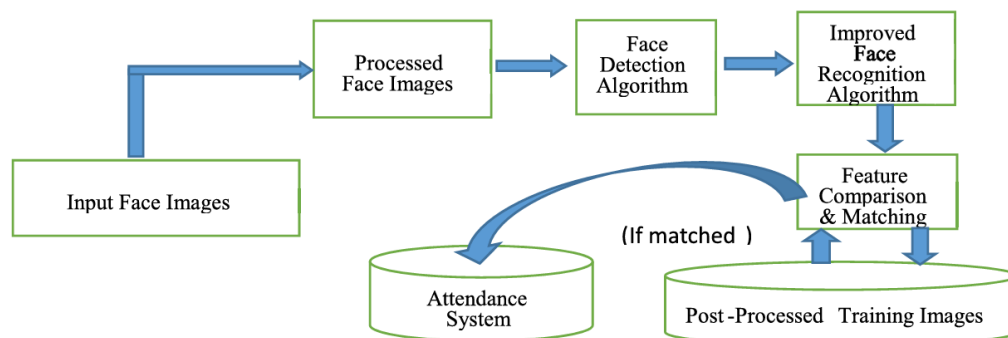 Input Face Images
Processed
Face Images
Face
Detection
Algorithm
Improved
Face
Recognition
Algorithm
Feature
Comparison
& Matching
(If matched )
Attendance
System
Post -Processed Training Images